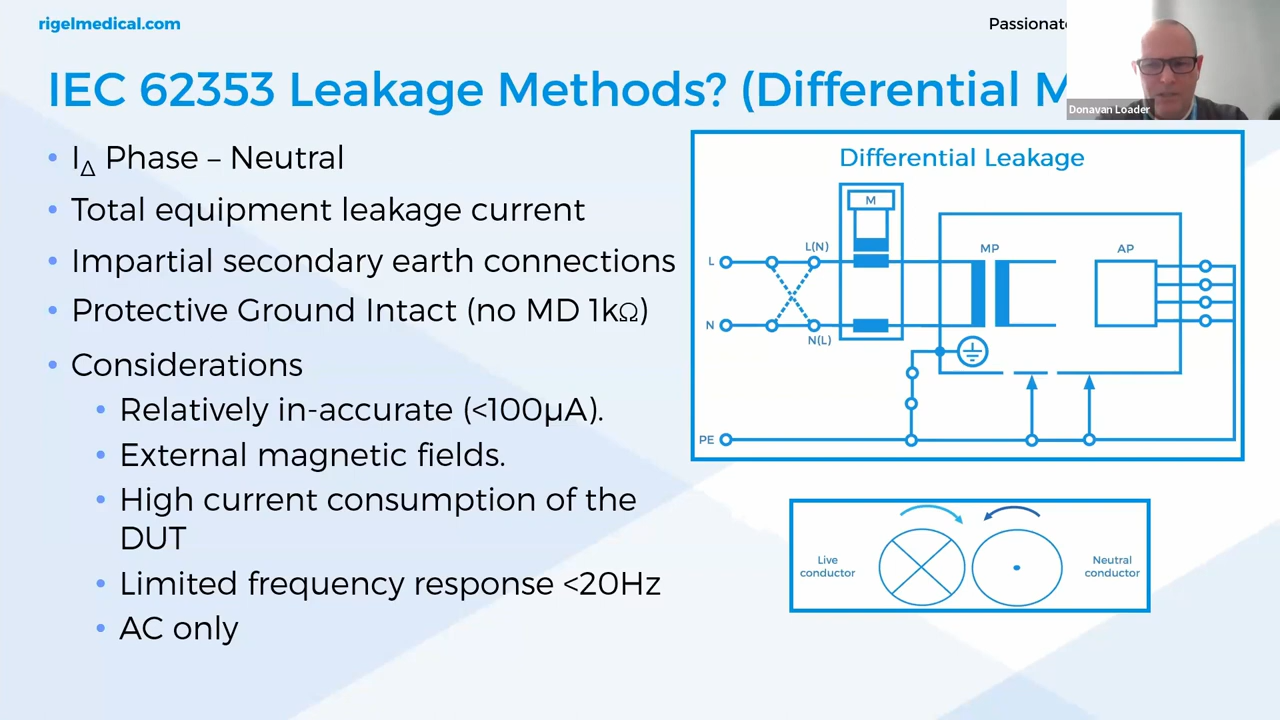 rigelmedical.com
Passionate
Donavan Loader
IEC 62353 Leakage Methods? (Differential M
• I∆ Phase – Neutral
• Total equipment leakage current
• Impartial secondary earth connections
• Protective Ground Intact (no MD 1kΩ)
• Considerations
• Relatively in-accurate (<100µA).
• External magnetic fields.
• High current consumption of the
DUT
• Limited frequency response <20Hz
• AC only
Differential Leakage
M
L(N)
MP
AP
L
N
N(L)
PE
Live
conductor
Neutral
conductor